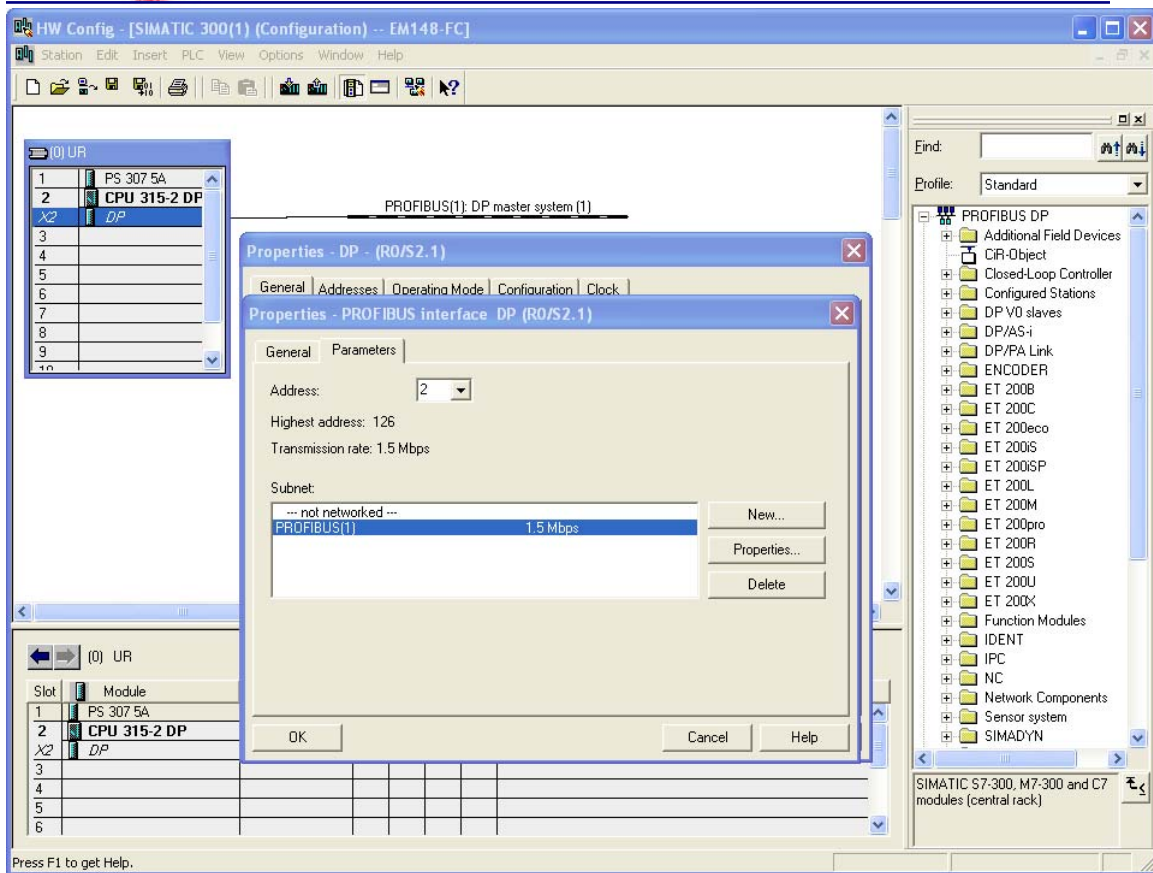 HW Config - [SIMATIC 300(1) (Configuration) -- EM148-FC]
Station Edit Insert PLC View Options Window Help
(0) UR
1 PS 307 5A
2 CPU 315-2 DP
X2 DP
3
4
5
6
7
8
9
10
PROFIBUS(1): DP master system (1)
Properties - DP - (R0/S2.1)
General Addresses Operating Mode Configuration Clock
Properties - PROFIBUS interface DP (R0/S2.1)
General Parameters
Address: 2
Highest address: 126
Transmission rate: 1.5 Mbps
Subnet:
--- not networked ---
PROFIBUS(1) 1.5 Mbps
New...
Properties...
Delete
OK Cancel Help
(0) UR
Slot Module
1 PS 307 5A
2 CPU 315-2 DP
X2 DP
3
4
5
6
Find:
Profile: Standard
PROFIBUS DP
Additional Field Devices
CiR-Object
Closed-Loop Controller
Configured Stations
DP V0 slaves
DP/AS-i
DP/PA Link
ENCODER
ET 200B
ET 200C
ET 200eco
ET 200iS
ET 200iSP
ET 200L
ET 200M
ET 200pro
ET 200R
ET 200S
ET 200U
ET 200X
Function Modules
IDENT
IPC
NC
Network Components
Sensor system
SIMADYN
SIMATIC S7-300, M7-300 and C7
modules (central rack)
Press F1 to get Help.